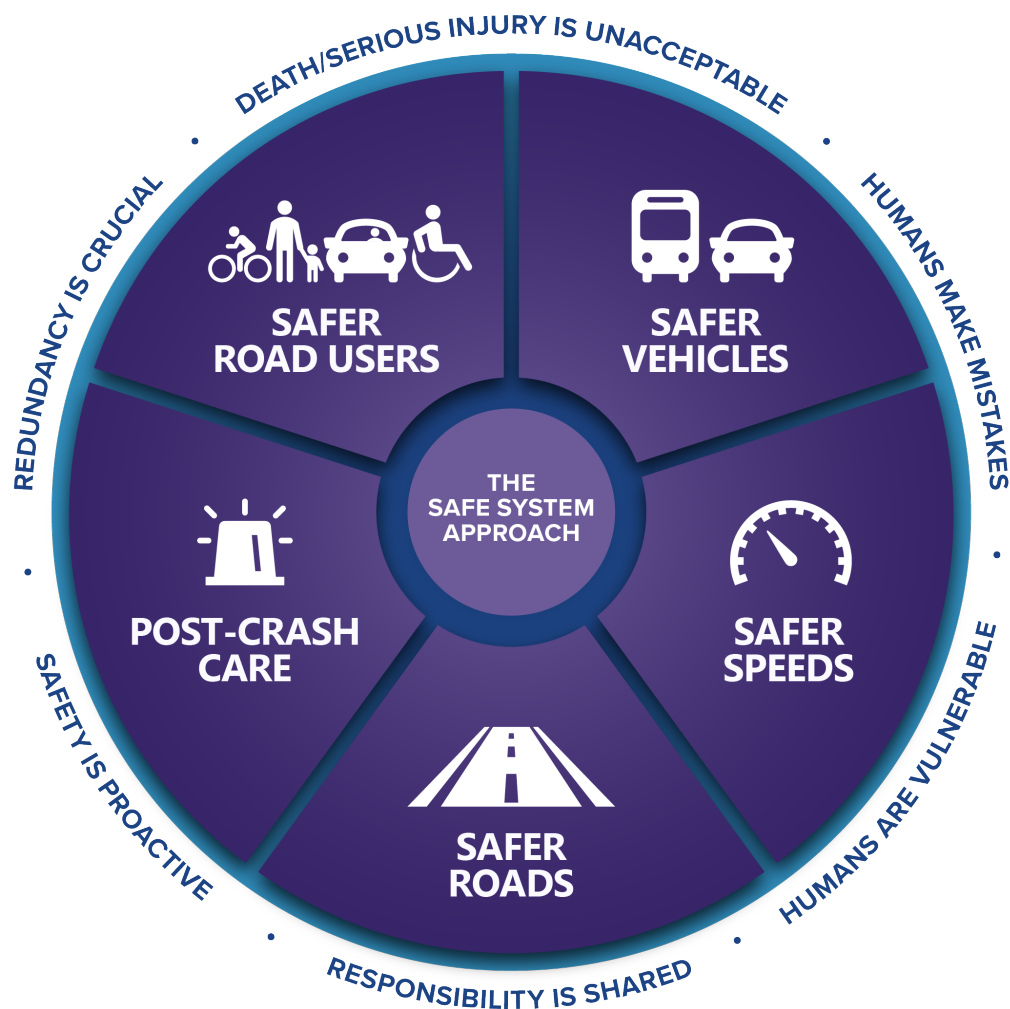 DEATH/SERIOUS INJURY IS UNACCEPTABLE
HUMANS MAKE MISTAKES
HUMANS ARE VULNERABLE
RESPONSIBILITY IS SHARED
SAFETY IS PROACTIVE
REDUNDANCY IS CRUCIAL
SAFER
ROAD USERS
SAFER
VEHICLES
THE
SAFE SYSTEM
APPROACH
POST-CRASH
CARE
SAFER
SPEEDS
SAFER
ROADS